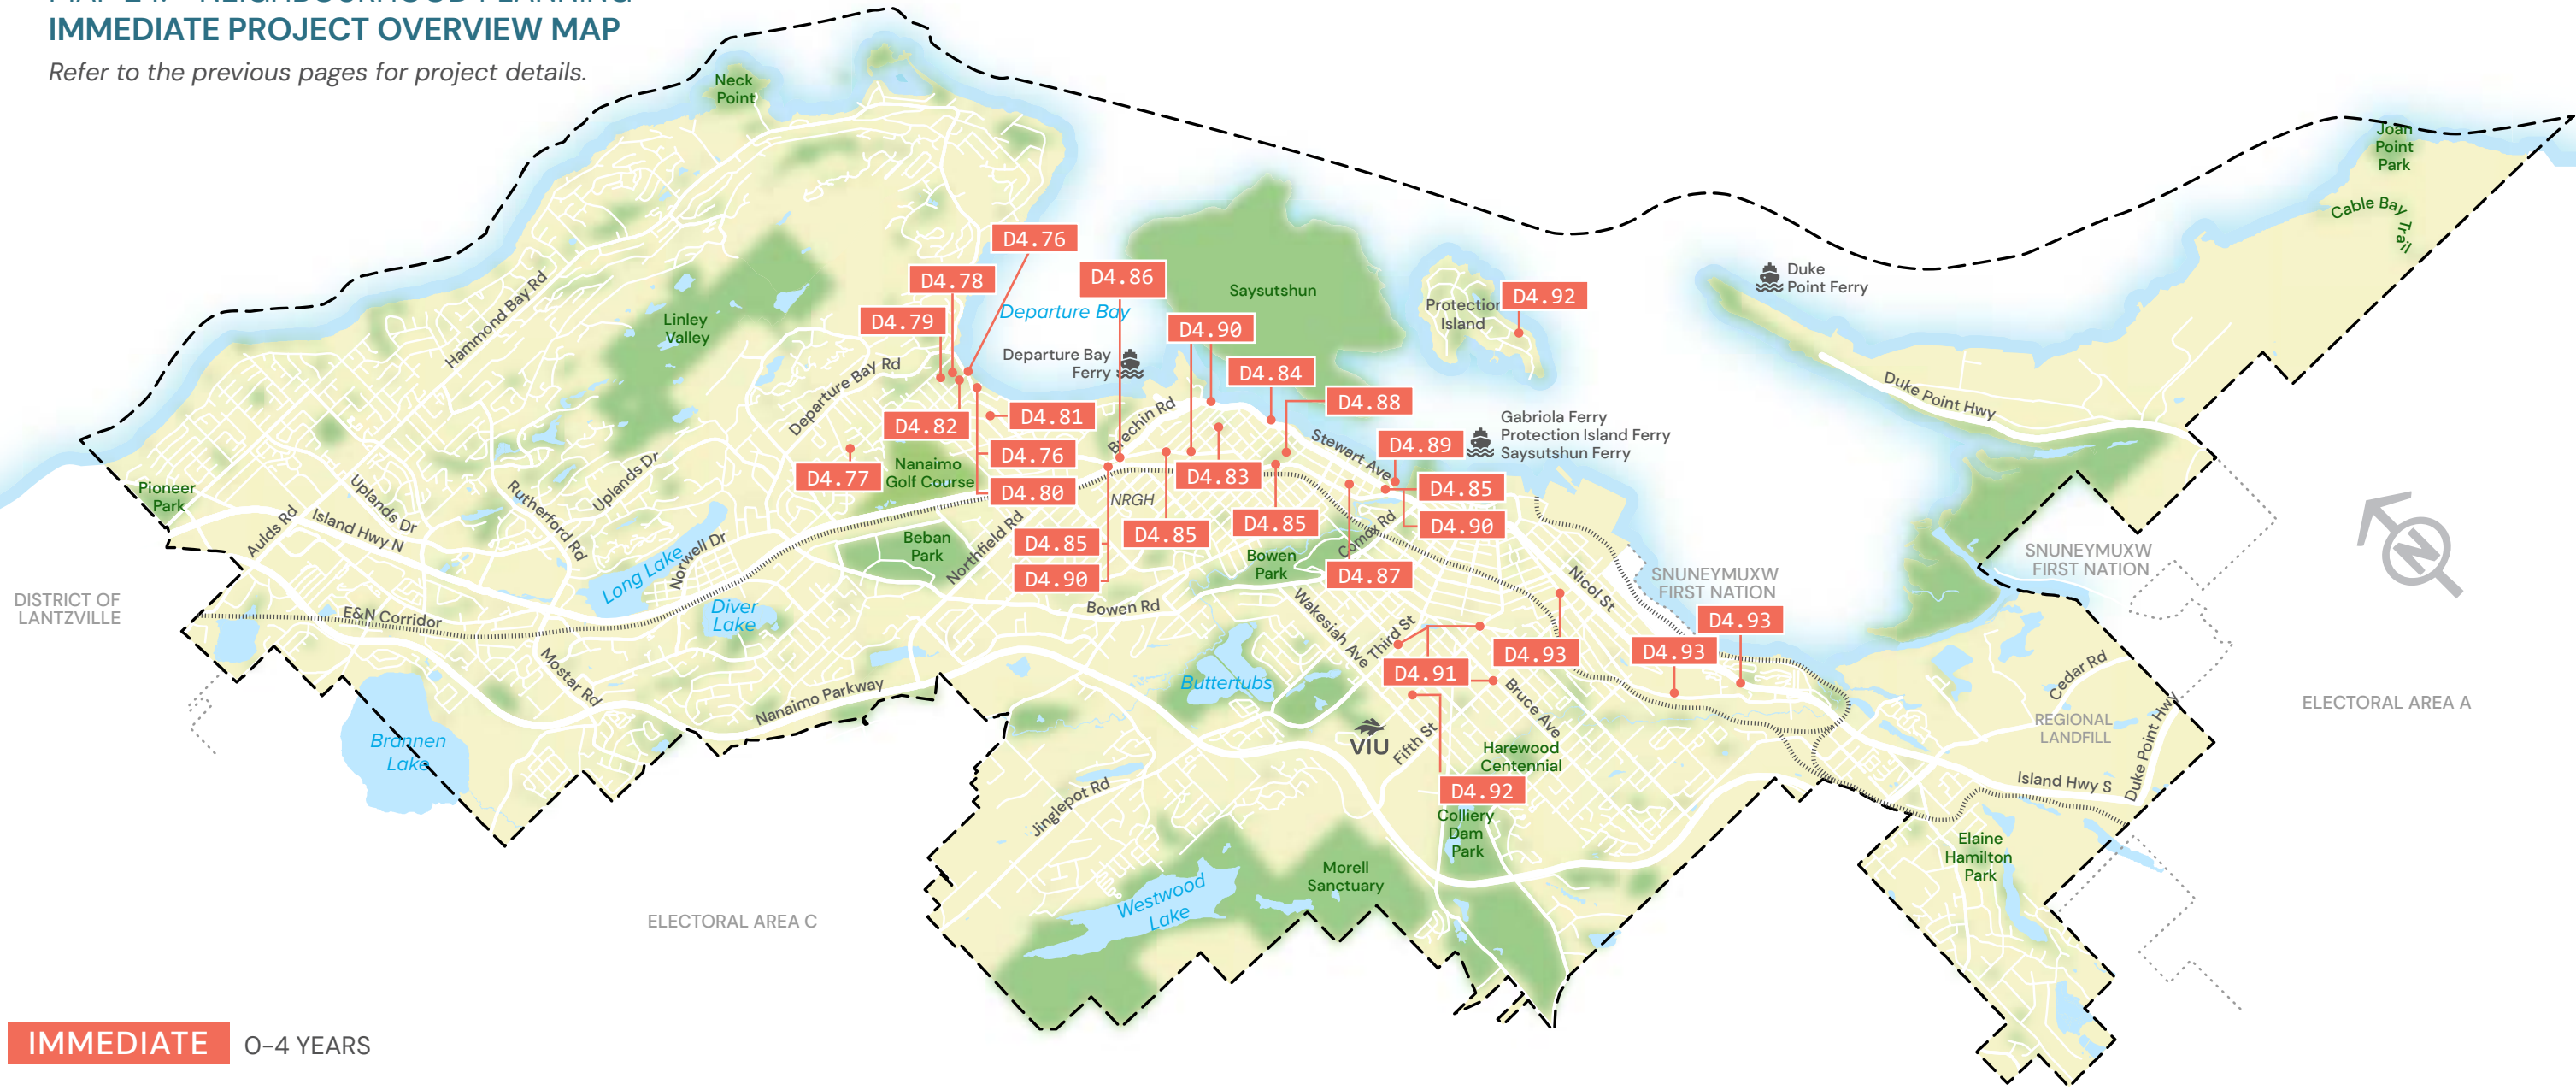 IMMEDIATE PROJECT OVERVIEW MAP
Refer to the previous pages for project details.
Neck
Point
Joan
Point
Park
Cable Bay
Trail
D4.76
D4.78
D4.86
Saysutshun
Duke
Point Ferry
D4.92
Protection
Island
Departure Bay
D4.79
D4.90
Linley
Valley
Hammond Bay Rd
Departure Bay
Ferry
Departure Bay Rd
D4.84
D4.88
Duke Point Hwy
D4.82
D4.81
Brechin Rd
Gabriola Ferry
Protection Island Ferry
Saysutshun Ferry
Stewart Ave
D4.89
D4.76
D4.77
Nanaimo
Golf Course
D4.83
D4.80
D4.85
NRGH
Pioneer
Park
Uplands Dr
Uplands Dr
Rutherford Rd
Aulds Rd
Island Hwy N
D4.85
D4.85
D4.90
Comox Rd
D4.85
D4.90
Northfield Rd
Beban
Park
Norwell Dr
Long Lake
Bowen
Park
D4.87
SNUNEYMUXW
FIRST NATION
SNUNEYMUXW
FIRST NATION
Nicol St
DISTRICT OF
LANTZVILLE
E&N Corridor
Diver
Lake
Bowen Rd
Wakesiah Ave
Third St
D4.93
D4.93
D4.93
D4.91
Mostar Rd
Nanaimo Parkway
Buttertubs
Bruce Ave
Cedar Rd
ELECTORAL AREA A
REGIONAL
LANDFILL
Duke Point Hwy
Brannen
Lake
VIU
Fifth St
Harewood
Centennial
Island Hwy S
D4.92
Jinglepot Rd
Colliery
Dam
Park
Elaine
Hamilton
Park
Morell
Sanctuary
Westwood
Lake
ELECTORAL AREA C
N
IMMEDIATE 0-4 YEARS